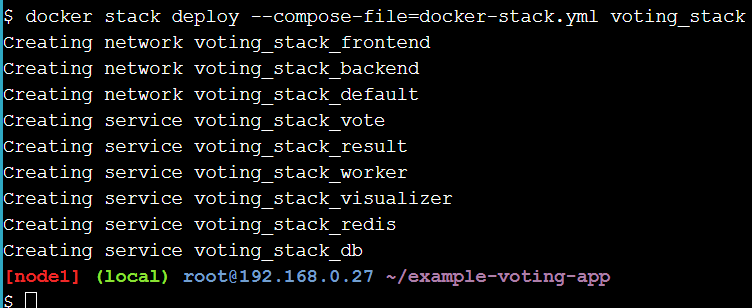 $ docker stack deploy --compose-file=docker-stack.yml voting_stack
Creating network voting_stack_frontend
Creating network voting_stack_backend
Creating network voting_stack_default
Creating service voting_stack_vote
Creating service voting_stack_result
Creating service voting_stack_worker
Creating service voting_stack_visualizer
Creating service voting_stack_redis
Creating service voting_stack_db
[node1] (local) root@192.168.0.27 ~/example-voting-app
$